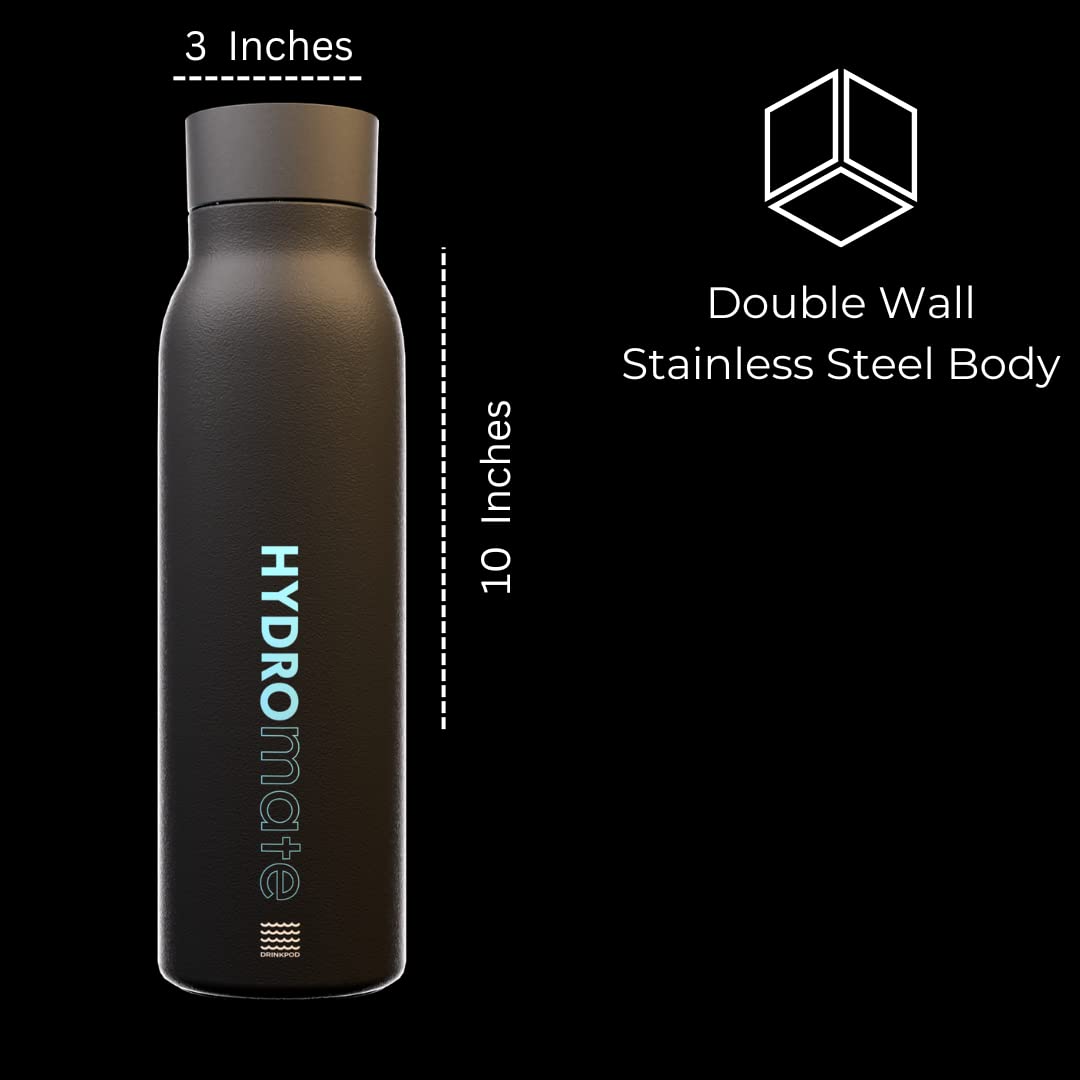 3 Inches
Double Wall
Stainless Steel Body
10 Inches
HYDROmate
DRINKPOD